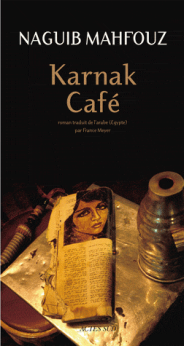 NAGUIB MAHFOUZ
Karnak
Café
roman traduit de l'arabe (Égypte)
par France Meyer
ACTES SUD